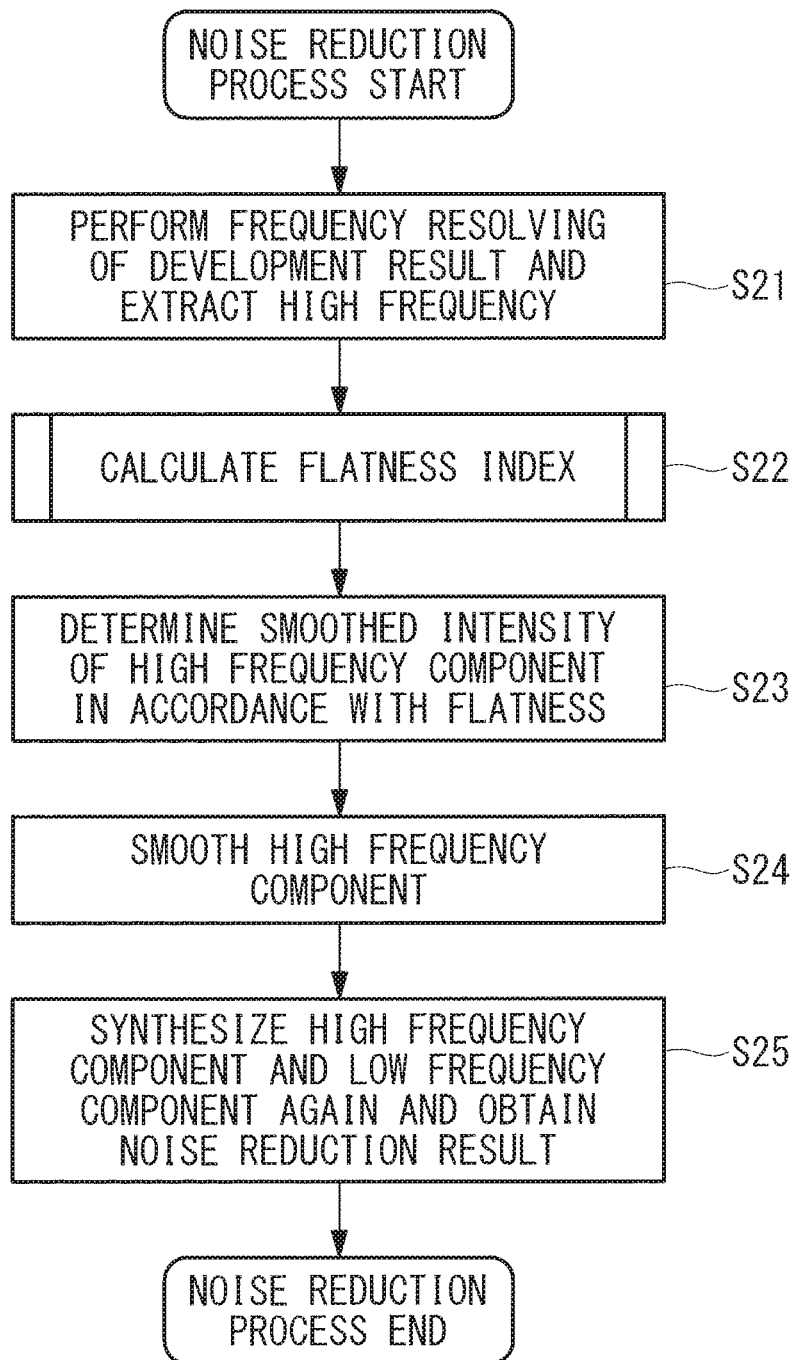 NOISE REDUCTION
PROCESS START
PERFORM FREQUENCY RESOLVING
OF DEVELOPMENT RESULT AND
EXTRACT HIGH FREQUENCY
S21
CALCULATE FLATNESS INDEX
S22
DETERMINE SMOOTHED INTENSITY
OF HIGH FREQUENCY COMPONENT
IN ACCORDANCE WITH FLATNESS
S23
SMOOTH HIGH FREQUENCY
COMPONENT
S24
SYNTHESIZE HIGH FREQUENCY
COMPONENT AND LOW FREQUENCY
COMPONENT AGAIN AND OBTAIN
NOISE REDUCTION RESULT
S25
NOISE REDUCTION
PROCESS END